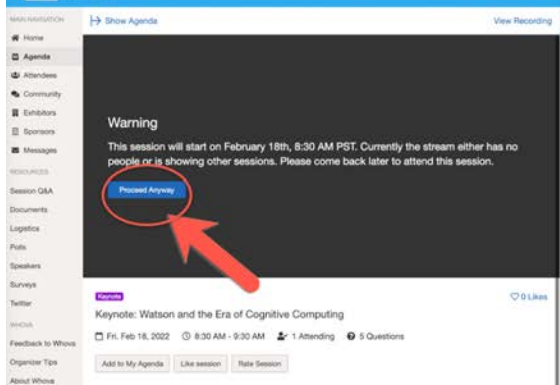 MAIN NAVIGATION
Show Agenda
View Recording
Home
Agenda
Attendees
Community
Exhibitors
Sponsors
Messages
RESOURCES
Session Q&A
Documents
Logistics
Polls
Speakers
Surveys
Twitter
WHOVA
Feedback to Whova
Organizer Tips
About Whova
Warning
This session will start on February 18th, 8:30 AM PST. Currently the stream either has no
people or is showing other sessions. Please come back later to attend this session.
Proceed Anyway
Keynote
0 Likes
Keynote: Watson and the Era of Cognitive Computing
Fri. Feb 18, 2022 8:30 AM - 9:30 AM 1 Attending 5 Questions
Add to My Agenda Like session Rate Session